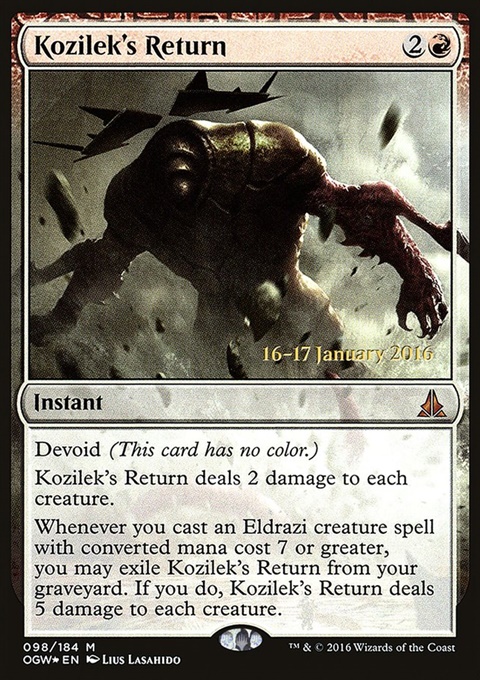 Kozilek's Return 2
16-17 January 2016
Instant
Devoid (This card has no color.)
Kozilek's Return deals 2 damage to each
creature.
Whenever you cast an Eldrazi creature spell
with converted mana cost 7 or greater,
you may exile Kozilek's Return from your
graveyard. If you do, Kozilek's Return deals
5 damage to each creature.
098/184 M
OGW★EN Lius Lasahido
™ & © 2016 Wizards of the Coast